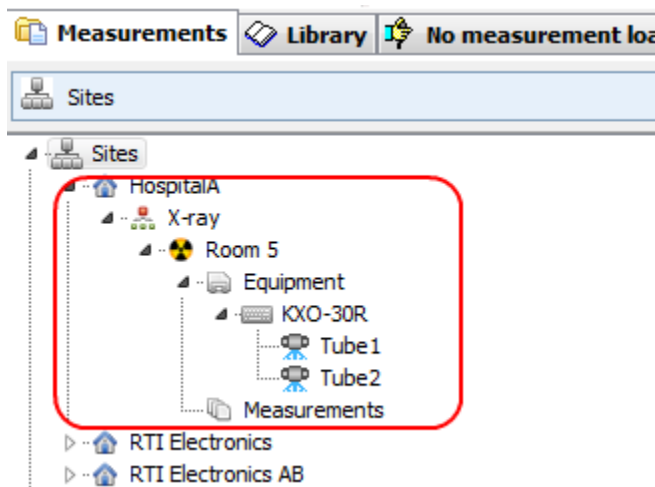 Measurements Library No measurement loa
Sites
Sites
HospitalA
X-ray
Room 5
Equipment
KXO-30R
Tube1
Tube2
Measurements
RTI Electronics
RTI Electronics AB